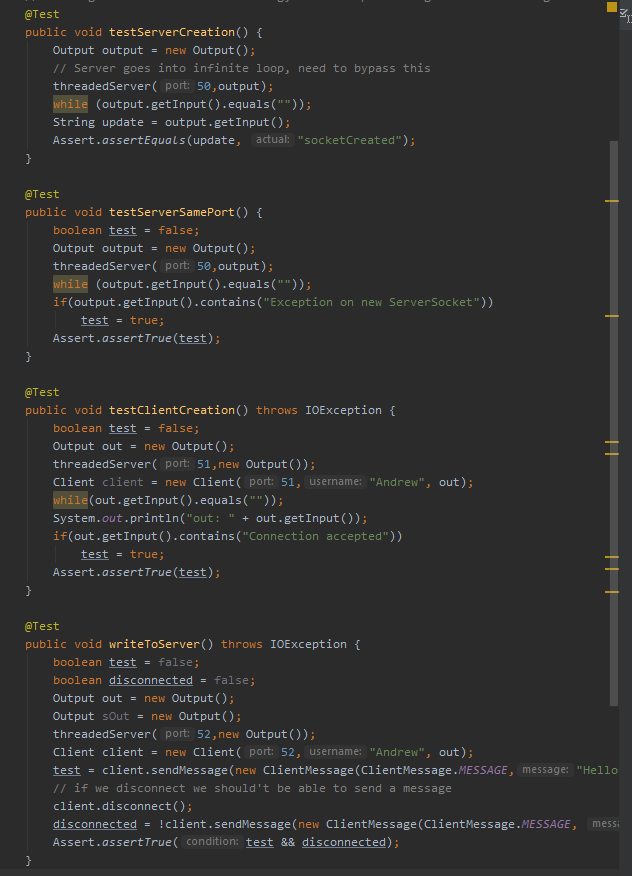 @Test
public void testServerCreation() {
Output output = new Output();
// Server goes into infinite loop, need to bypass this
threadedServer( port: 50,output);
while (output.getInput().equals(""));
String update = output.getInput();
Assert.assertEquals(update, actual: "socketCreated");
}
@Test
public void testServerSamePort() {
boolean test = false;
Output output = new Output();
threadedServer( port: 50,output);
while (output.getInput().equals(""));
if(output.getInput().contains("Exception on new ServerSocket"))
test = true;
Assert.assertTrue(test);
}
@Test
public void testClientCreation() throws IOException {
boolean test = false;
Output out = new Output();
threadedServer( port: 51,new Output());
Client client = new Client( port: 51, username: "Andrew", out);
while(out.getInput().equals(""));
System.out.println("out: " + out.getInput());
if(out.getInput().contains("Connection accepted"))
test = true;
Assert.assertTrue(test);
}
@Test
public void writeToServer() throws IOException {
boolean test = false;
boolean disconnected = false;
Output out = new Output();
Output sOut = new Output();
threadedServer( port: 52,new Output());
Client client = new Client( port: 52, username: "Andrew", out);
test = client.sendMessage(new ClientMessage(ClientMessage.MESSAGE, message: "Hello
// if we disconnect we should't be able to send a message
client.disconnect();
disconnected = !client.sendMessage(new ClientMessage(ClientMessage.MESSAGE, messa
Assert.assertTrue( condition: test && disconnected);
}